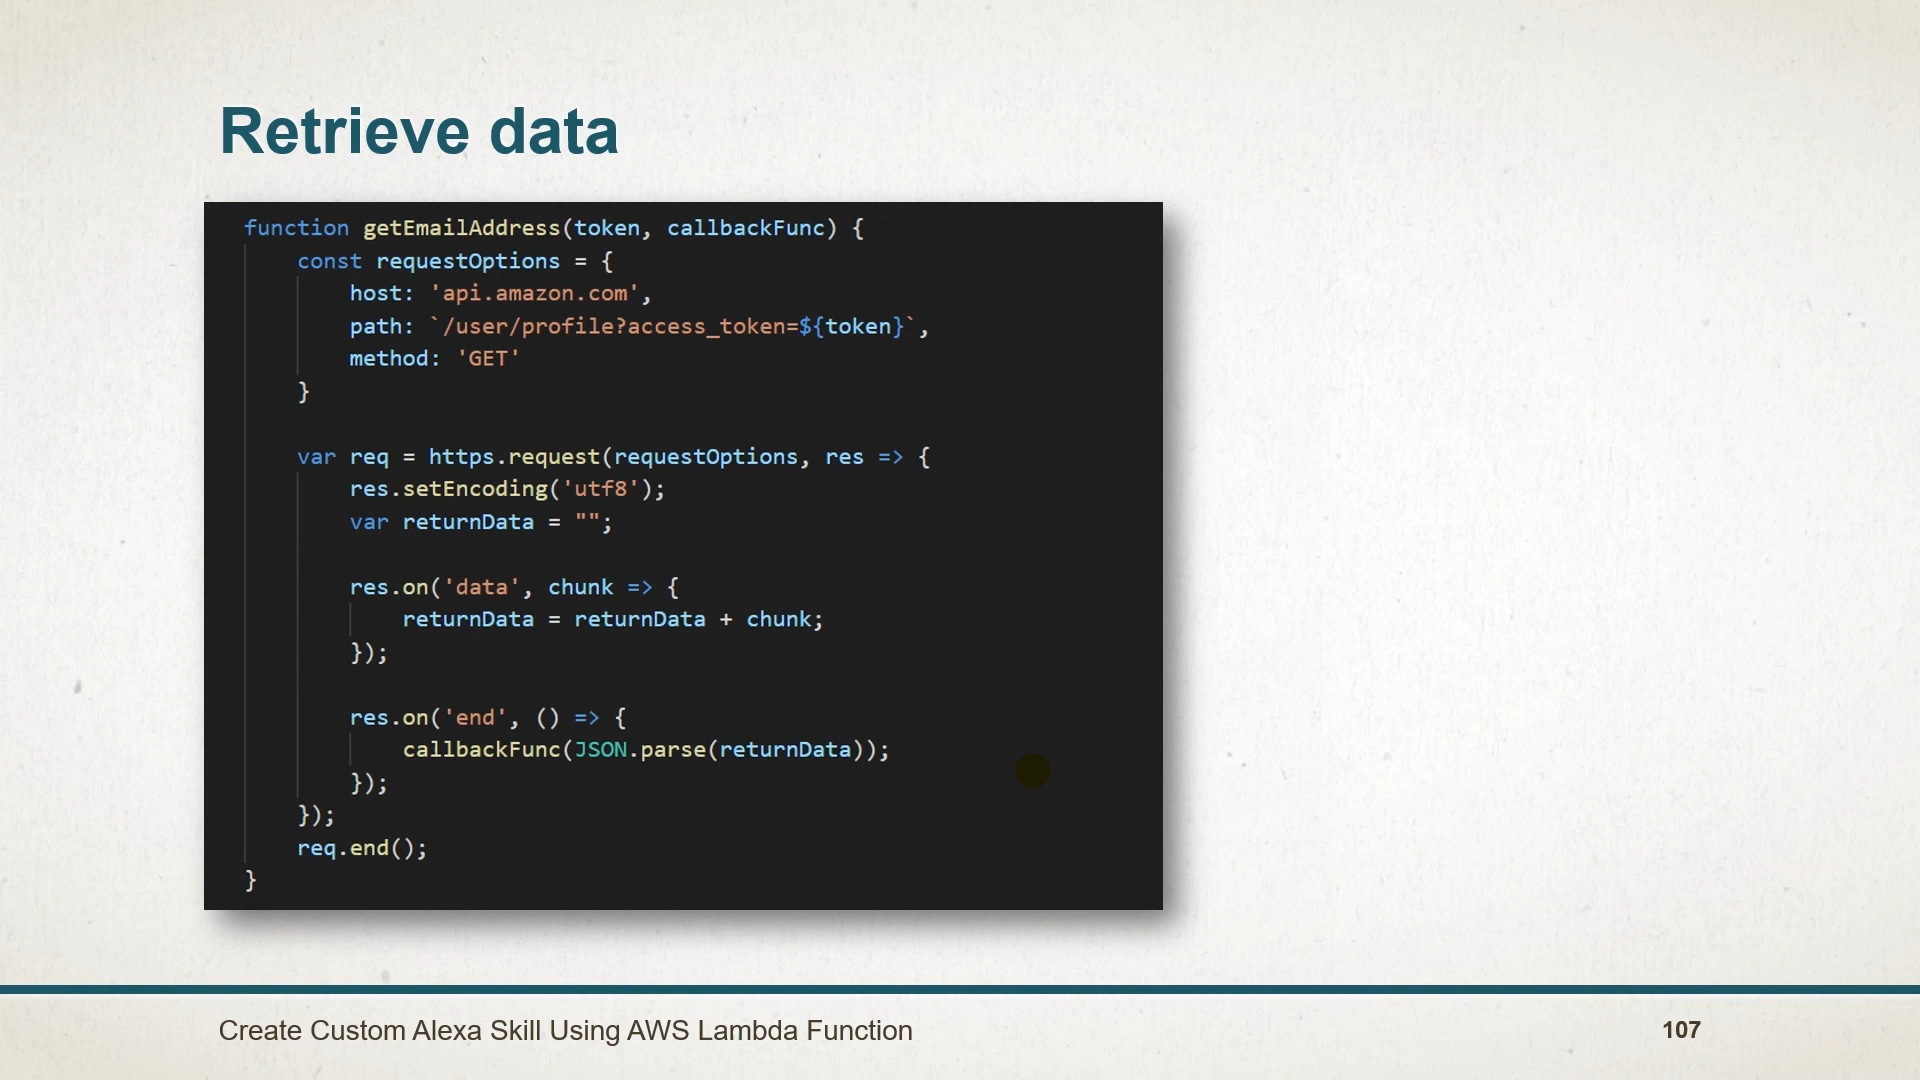 Retrieve data
function getEmailAddress(token, callbackFunc) {
    const requestOptions = {
        host: 'api.amazon.com',
        path: `/user/profile?access_token=${token}`,
        method: 'GET'
    }

    var req = https.request(requestOptions, res => {
        res.setEncoding('utf8');
        var returnData = "";

        res.on('data', chunk => {
            returnData = returnData + chunk;
        });

        res.on('end', () => {
            callbackFunc(JSON.parse(returnData));
        });
    });
    req.end();
}
Create Custom Alexa Skill Using AWS Lambda Function
107